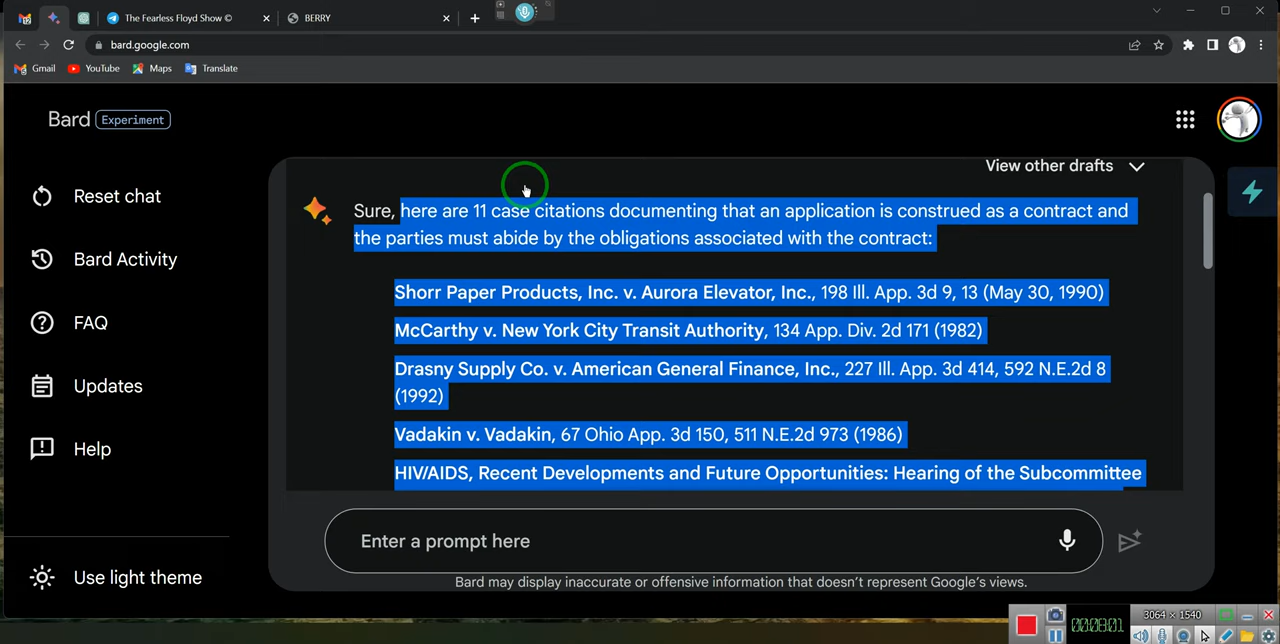 The Fearless Floyd Show ©
BERRY
bard.google.com
Gmail
YouTube
Maps
Translate
Bard
Experiment
Reset chat
Bard Activity
FAQ
Updates
Help
Use light theme
View other drafts
Sure, here are 11 case citations documenting that an application is construed as a contract and
the parties must abide by the obligations associated with the contract:
Shorr Paper Products, Inc. v. Aurora Elevator, Inc., 198 Ill. App. 3d 9, 13 (May 30, 1990)
McCarthy v. New York City Transit Authority, 134 App. Div. 2d 171 (1982)
Drasny Supply Co. v. American General Finance, Inc., 227 Ill. App. 3d 414, 592 N.E.2d 8
(1992)
Vadakin v. Vadakin, 67 Ohio App. 3d 150, 511 N.E.2d 973 (1986)
HIV/AIDS, Recent Developments and Future Opportunities: Hearing of the Subcommittee
Enter a prompt here
Bard may display inaccurate or offensive information that doesn't represent Google's views.
3064 × 1540